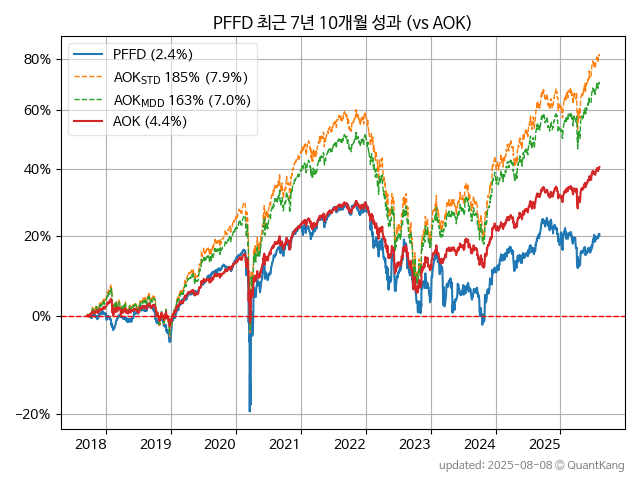 PFFD 최근 7년 10개월 성과 (vs AOK)
PFFD (2.4%)
AOKSTD 185% (7.9%)
AOKMDD 163% (7.0%)
AOK (4.4%)
80%
60%
40%
20%
0%
−20%
2018 2019 2020 2021 2022 2023 2024 2025
updated: 2025-08-08 © QuantKang